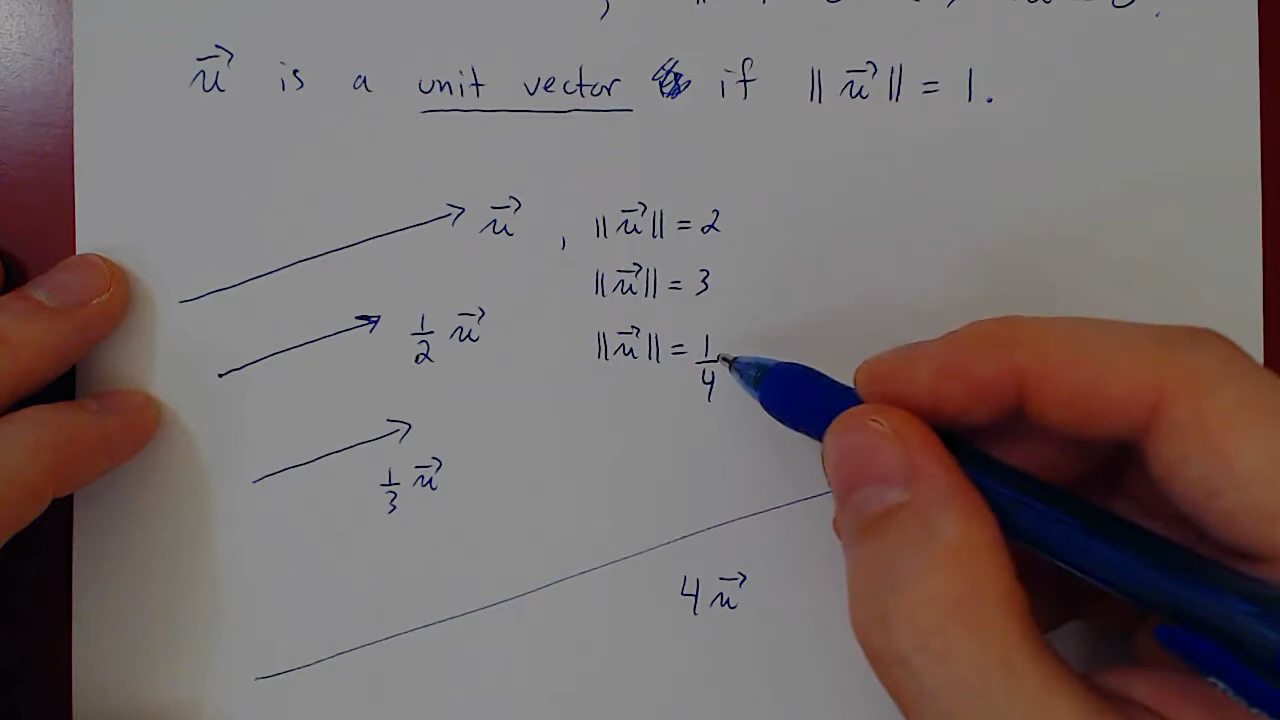 u⃗ is a unit vector if ‖u⃗‖ = 1.
u⃗ , ‖u⃗‖ = 2
‖u⃗‖ = 3
1/2 u⃗
‖u⃗‖ = 1/4
1/3 u⃗
4u⃗